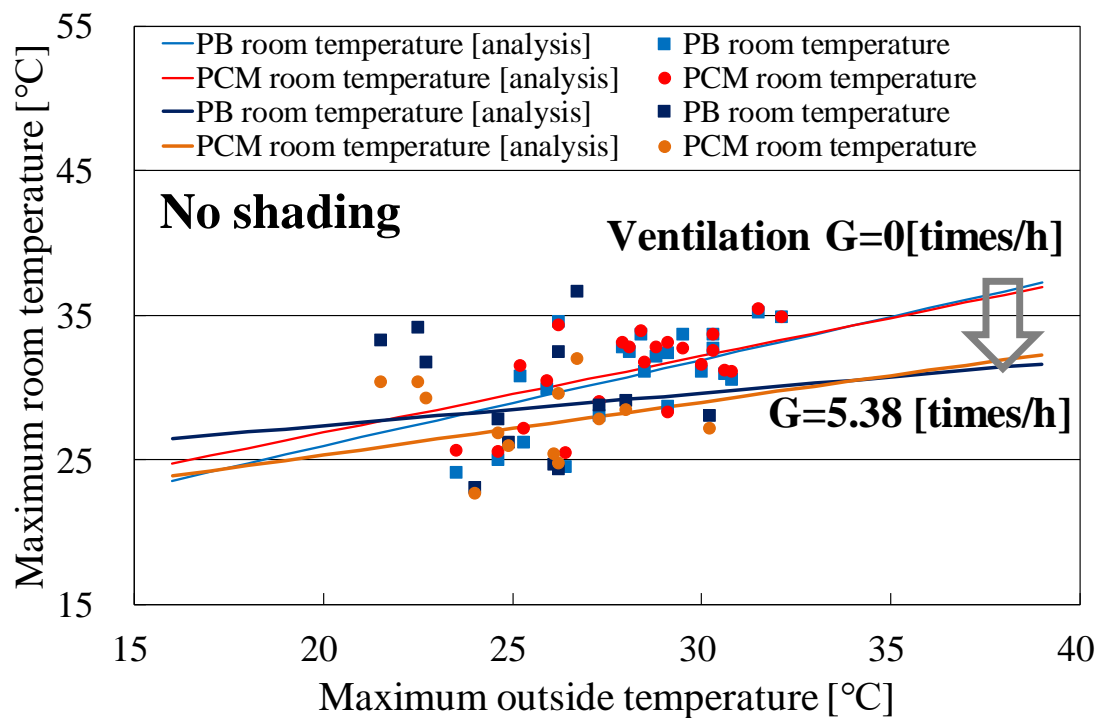 55
PB room temperature [analysis] PB room temperature
PCM room temperature [analysis] PCM room temperature
PB room temperature [analysis] PB room temperature
PCM room temperature [analysis] PCM room temperature
45
No shading
Ventilation G=0[times/h]
35
G=5.38 [times/h]
25
15
15 20 25 30 35 40
Maximum outside temperature [°C]
Maximum room temperature [°C]